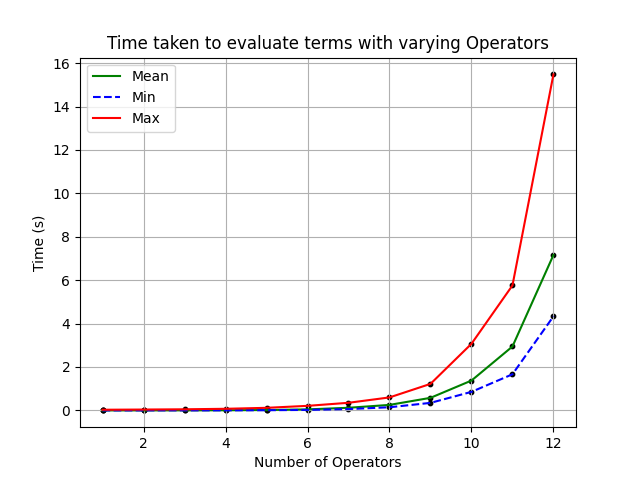 Time taken to evaluate terms with varying Operators
Mean
Min
Max
16
14
12
10
8
6
4
2
0
Time (s)
2 4 6 8 10 12
Number of Operators